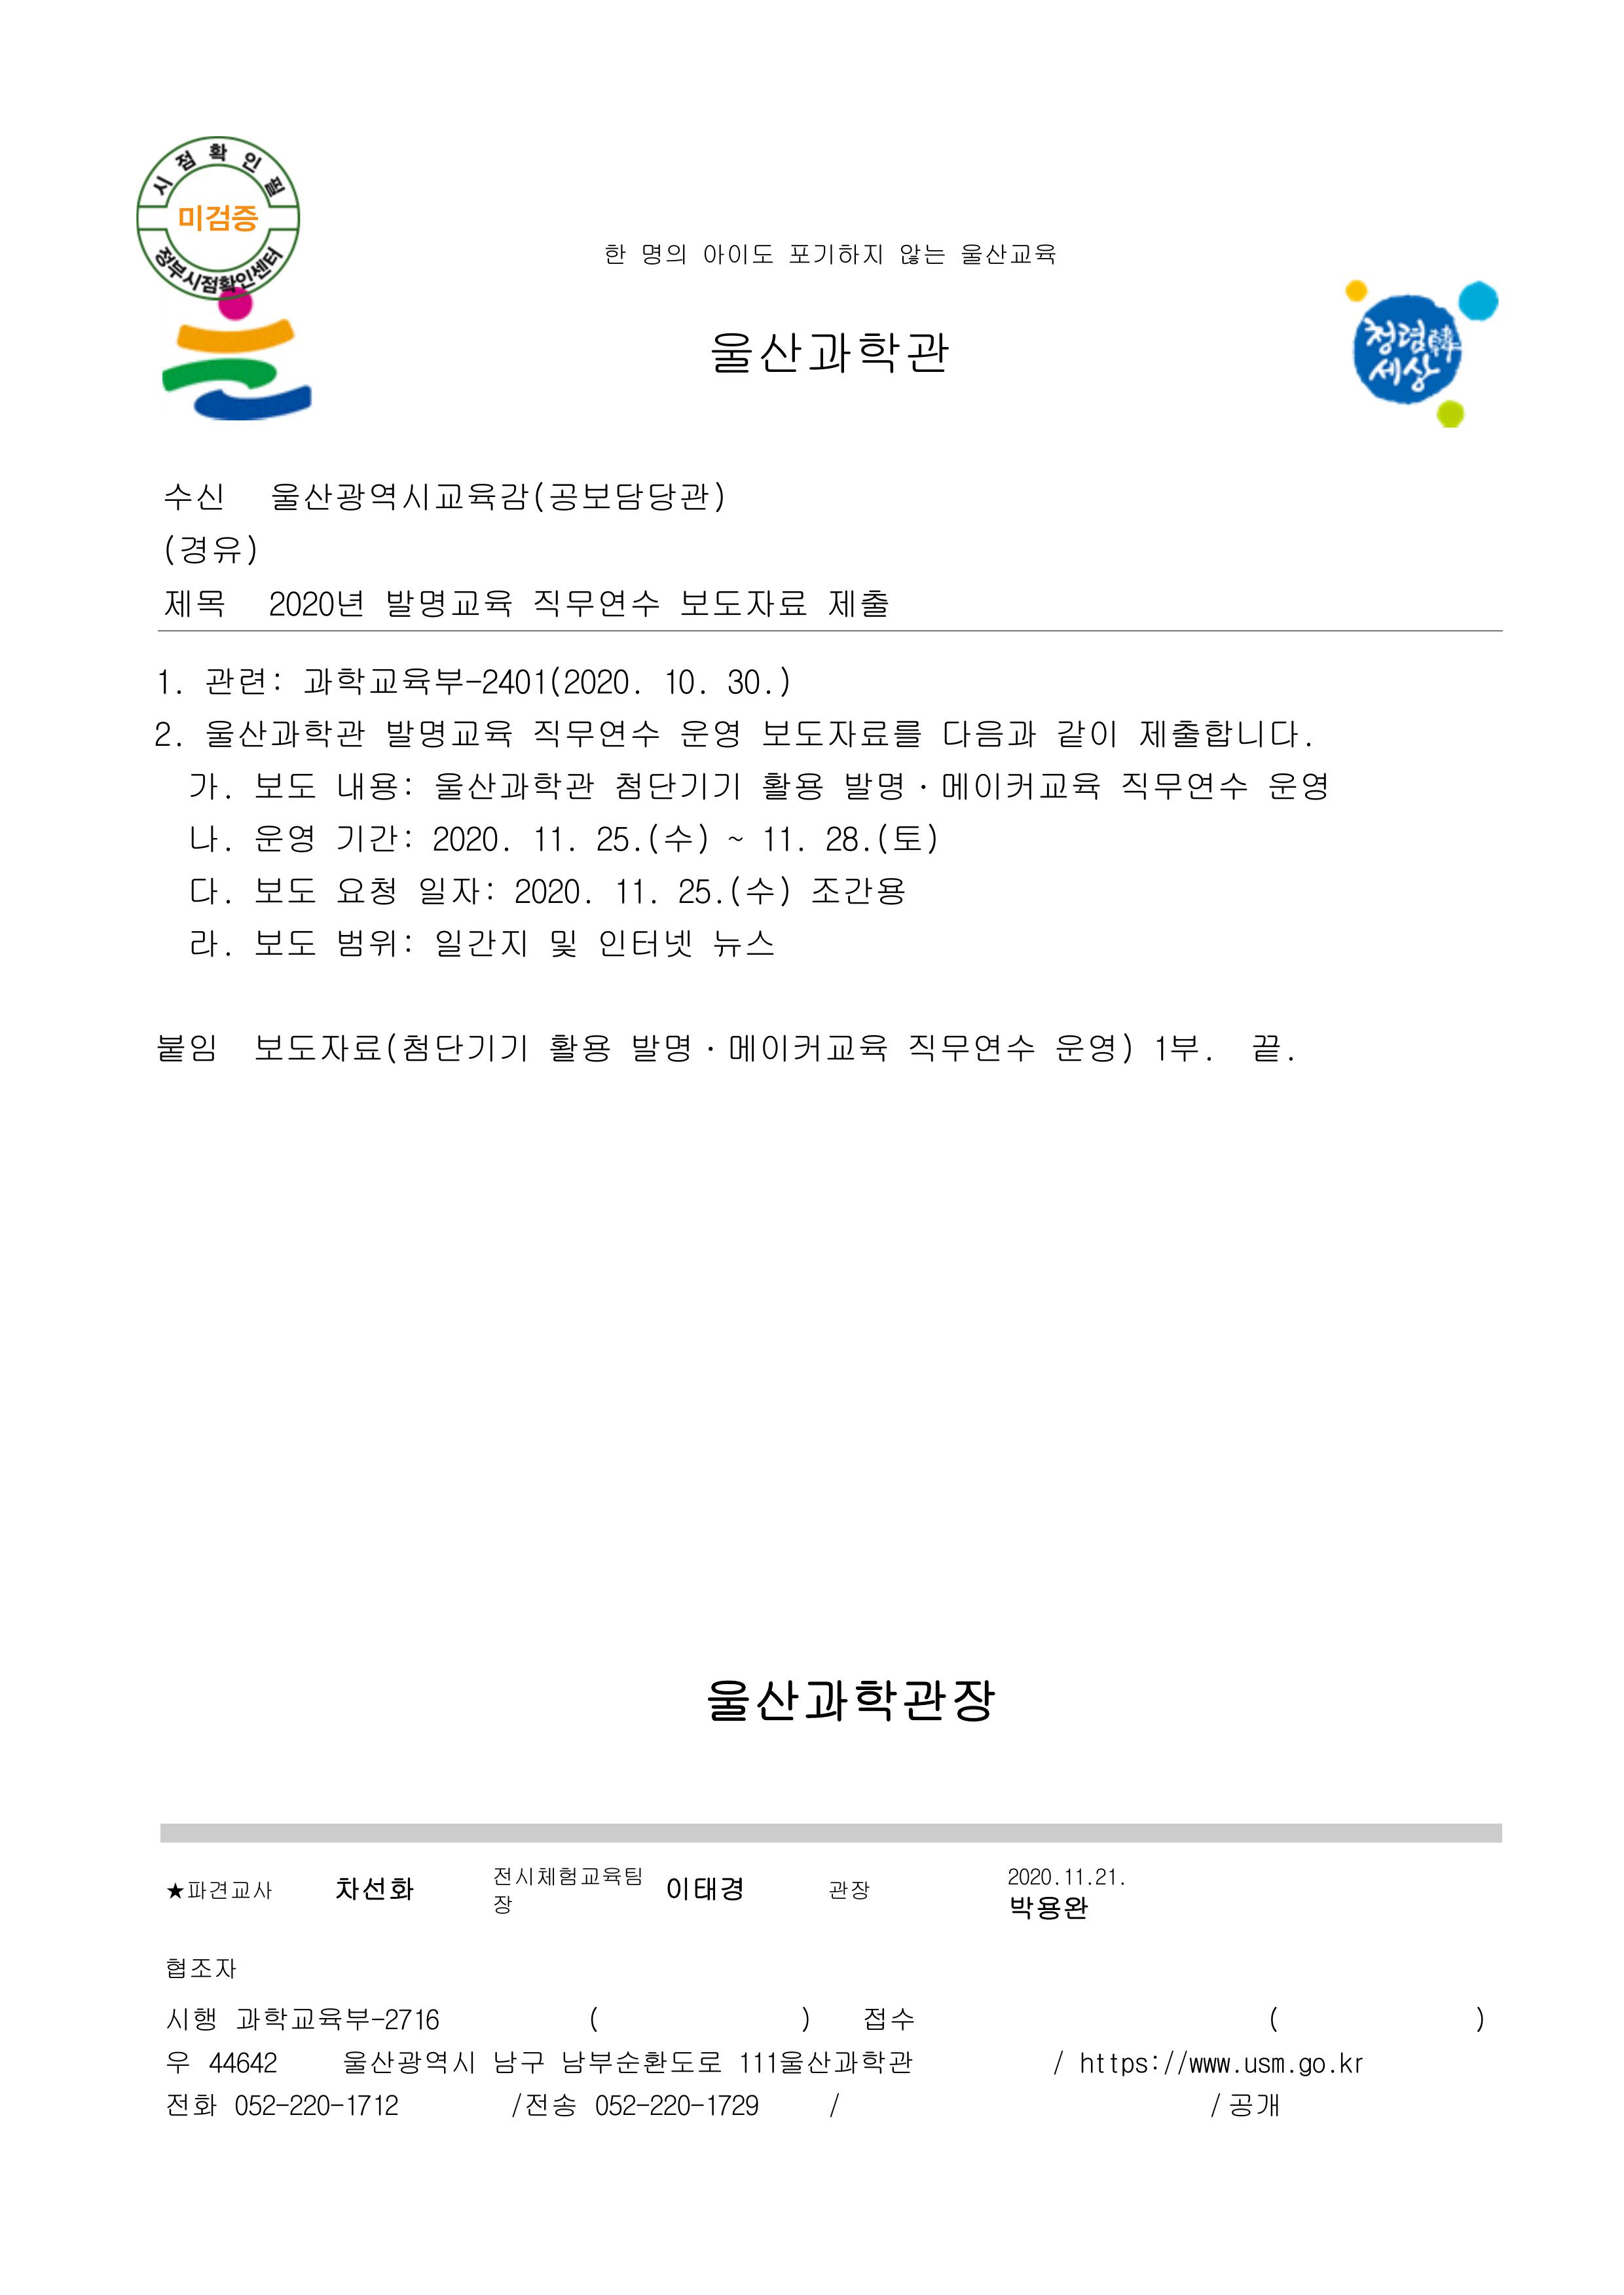 시점확인필
미검증
정부시점확인센터
한 명의 아이도 포기하지 않는 울산교육
울산과학관
청렴韓
세상
수신 울산광역시교육감(공보담당관)
(경유)
제목 2020년 발명교육 직무연수 보도자료 제출
1. 관련: 과학교육부-2401(2020. 10. 30.)
2. 울산과학관 발명교육 직무연수 운영 보도자료를 다음과 같이 제출합니다.
가. 보도 내용: 울산과학관 첨단기기 활용 발명·메이커교육 직무연수 운영
나. 운영 기간: 2020. 11. 25.(수) ~ 11. 28.(토)
다. 보도 요청 일자: 2020. 11. 25.(수) 조간용
라. 보도 범위: 일간지 및 인터넷 뉴스
붙임 보도자료(첨단기기 활용 발명·메이커교육 직무연수 운영) 1부. 끝.
울산과학관장
★파견교사 차선화 전시체험교육팀장 이태경 관장 2020.11.21. 박용완
협조자
시행 과학교육부-2716 ( ) 접수 ( )
우 44642 울산광역시 남구 남부순환도로 111울산과학관 / https://www.usm.go.kr
전화 052-220-1712 /전송 052-220-1729 / / 공개